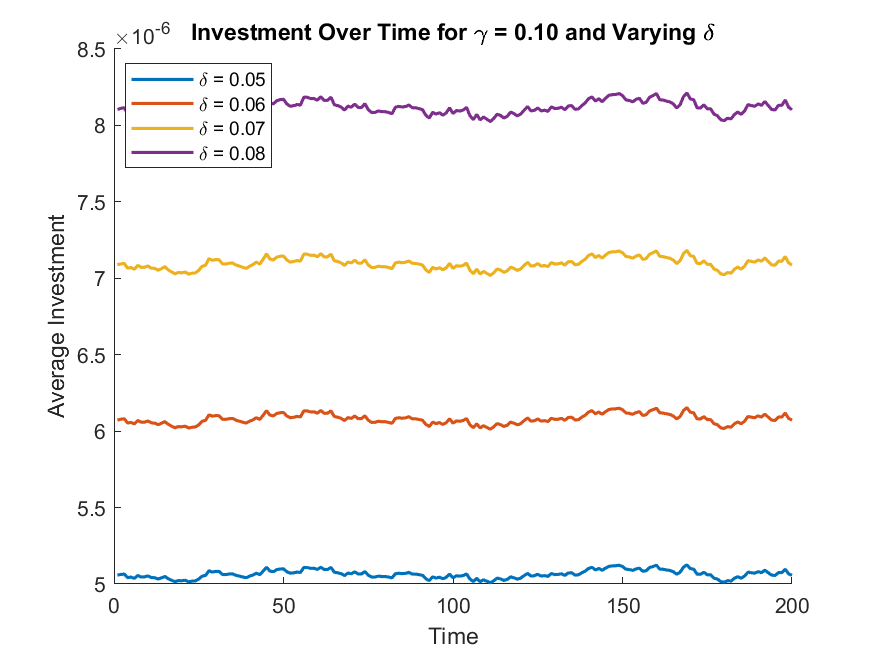 Investment Over Time for γ = 0.10 and Varying δ
×10-6
8.5
8
7.5
7
6.5
6
5.5
5
Average Investment
δ = 0.05
δ = 0.06
δ = 0.07
δ = 0.08
0 50 100 150 200
Time